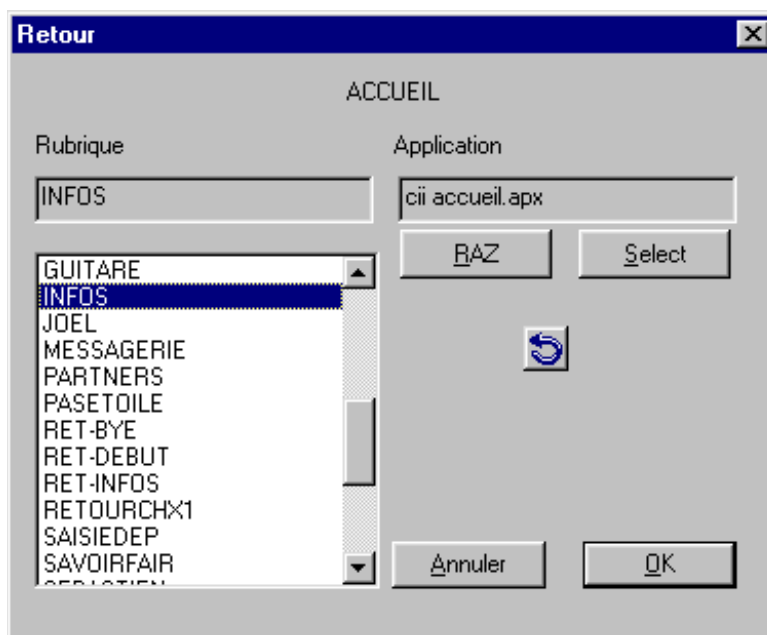 Retour
ACCUEIL
Rubrique
Application
INFOS
cii accueil.apx
RAZ
Select
GUITARE
INFOS
JOEL
MESSAGERIE
PARTNERS
PASETOILE
RET-BYE
RET-DEBUT
RET-INFOS
RETOURCHX1
SAISIEDEP
SAVOIRFAIR
Annuler
OK